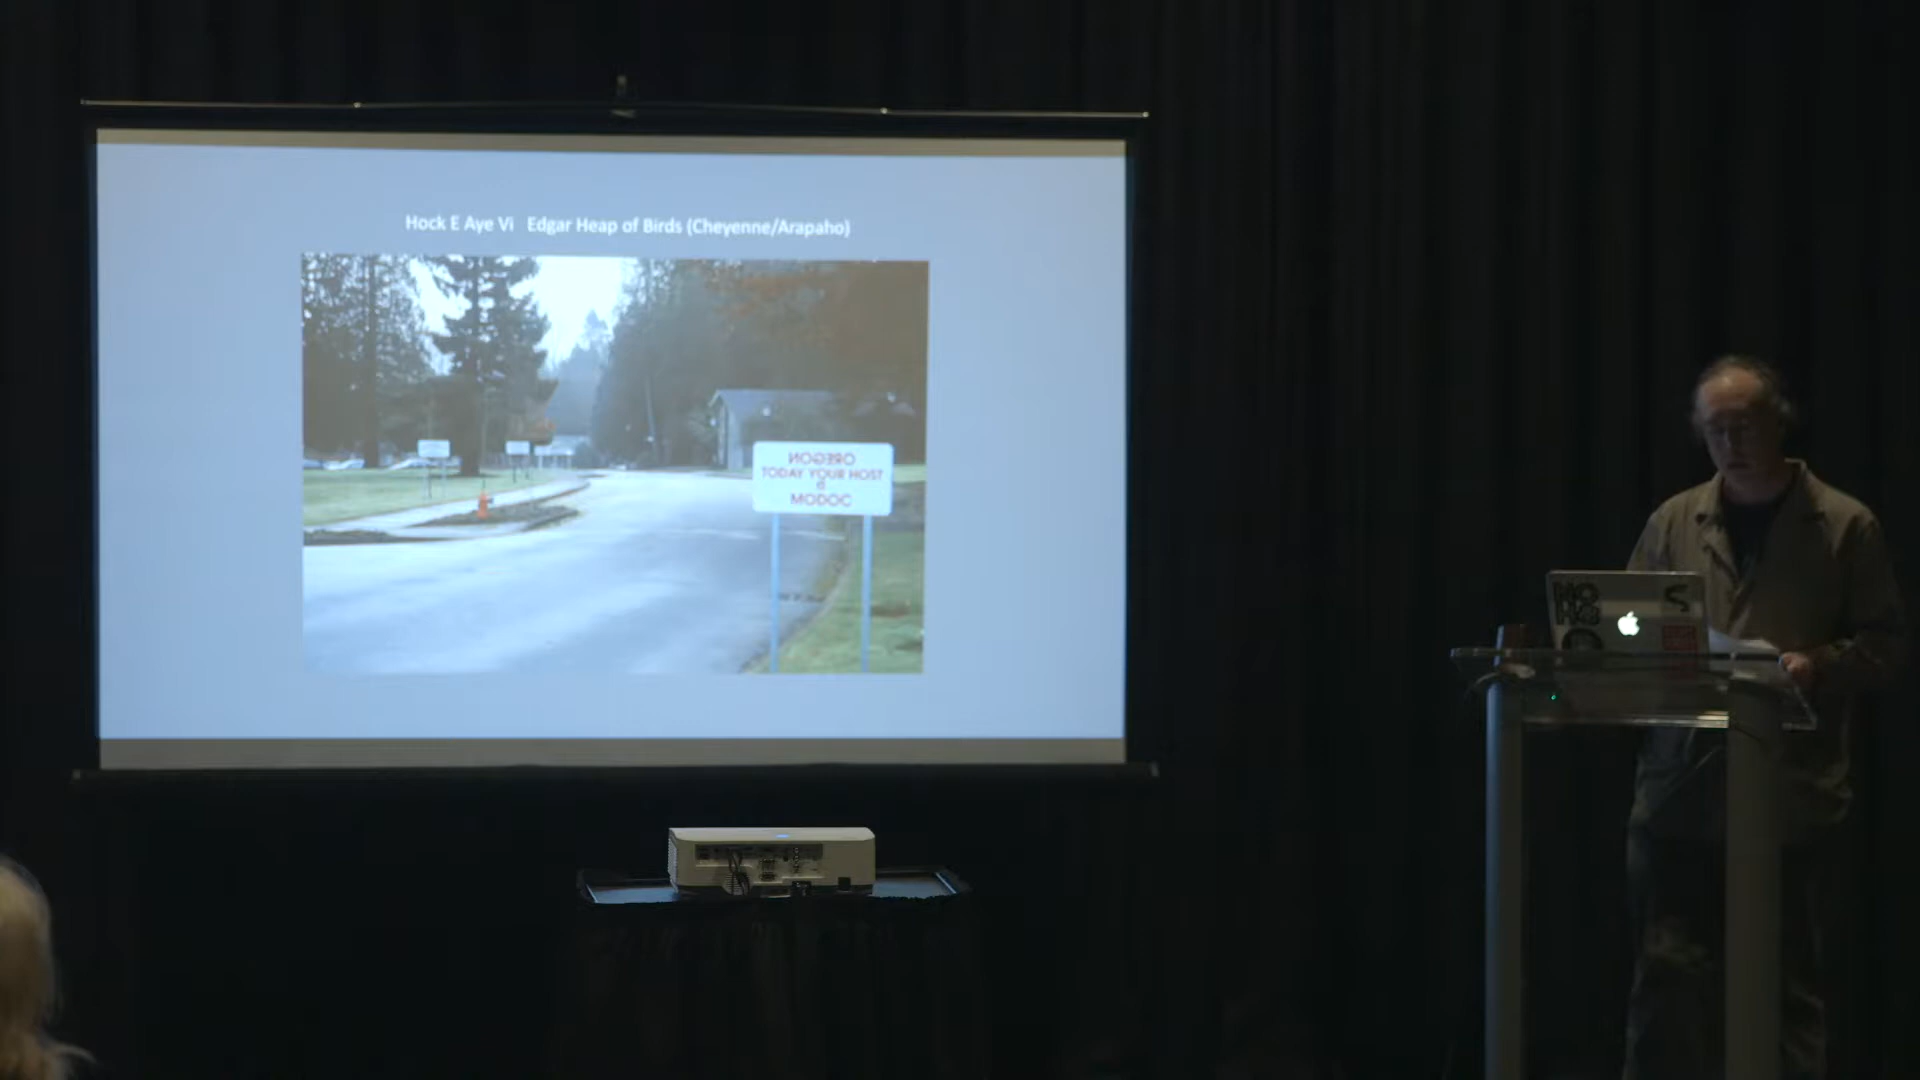 Hock E Aye Vi Edgar Heap of Birds (Cheyenne/Arapaho)
OREGON
TODAY YOUR HOST
IS
MODOC